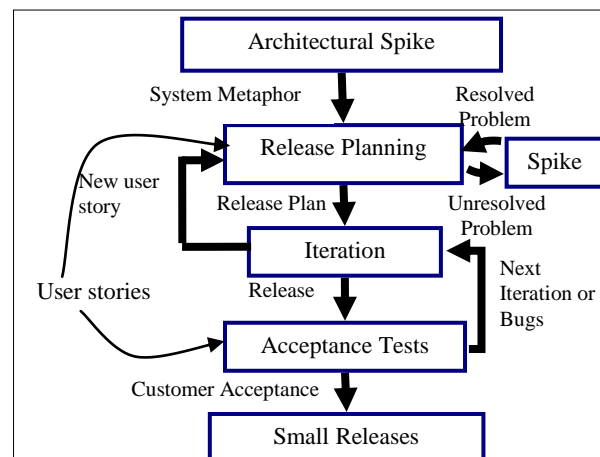 Architectural Spike
System Metaphor
Resolved
Problem
Release Planning
Spike
New user
story
Release Plan
Unresolved
Problem
Iteration
Next
Iteration or
Bugs
User stories
Release
Acceptance Tests
Customer Acceptance
Small Releases